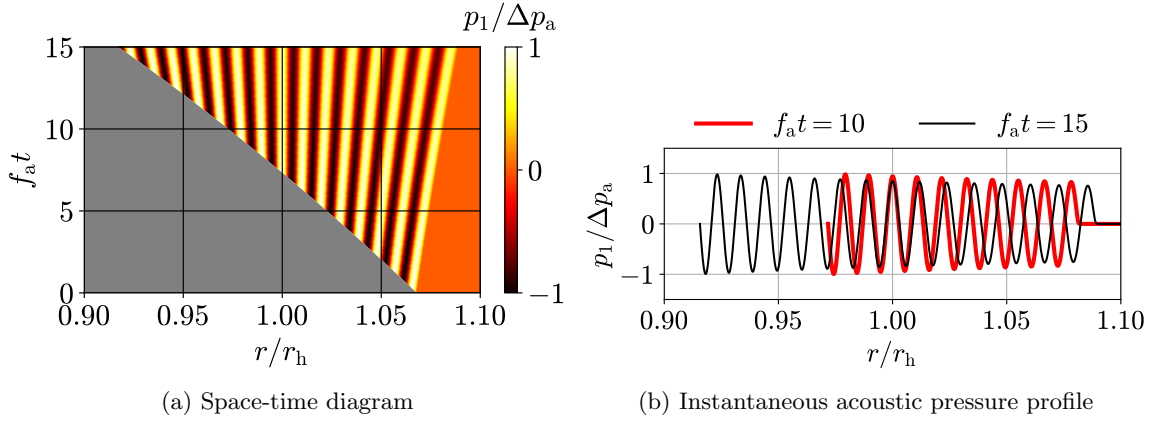 p₁/Δpₐ
15
10
5
0
fₐt
0.90 0.95 1.00 1.05 1.10
r/rₕ
1
0
−1
(a) Space-time diagram
fₐt = 10 fₐt = 15
1
0
−1
p₁/Δpₐ
0.90 0.95 1.00 1.05 1.10
r/rₕ
(b) Instantaneous acoustic pressure profile